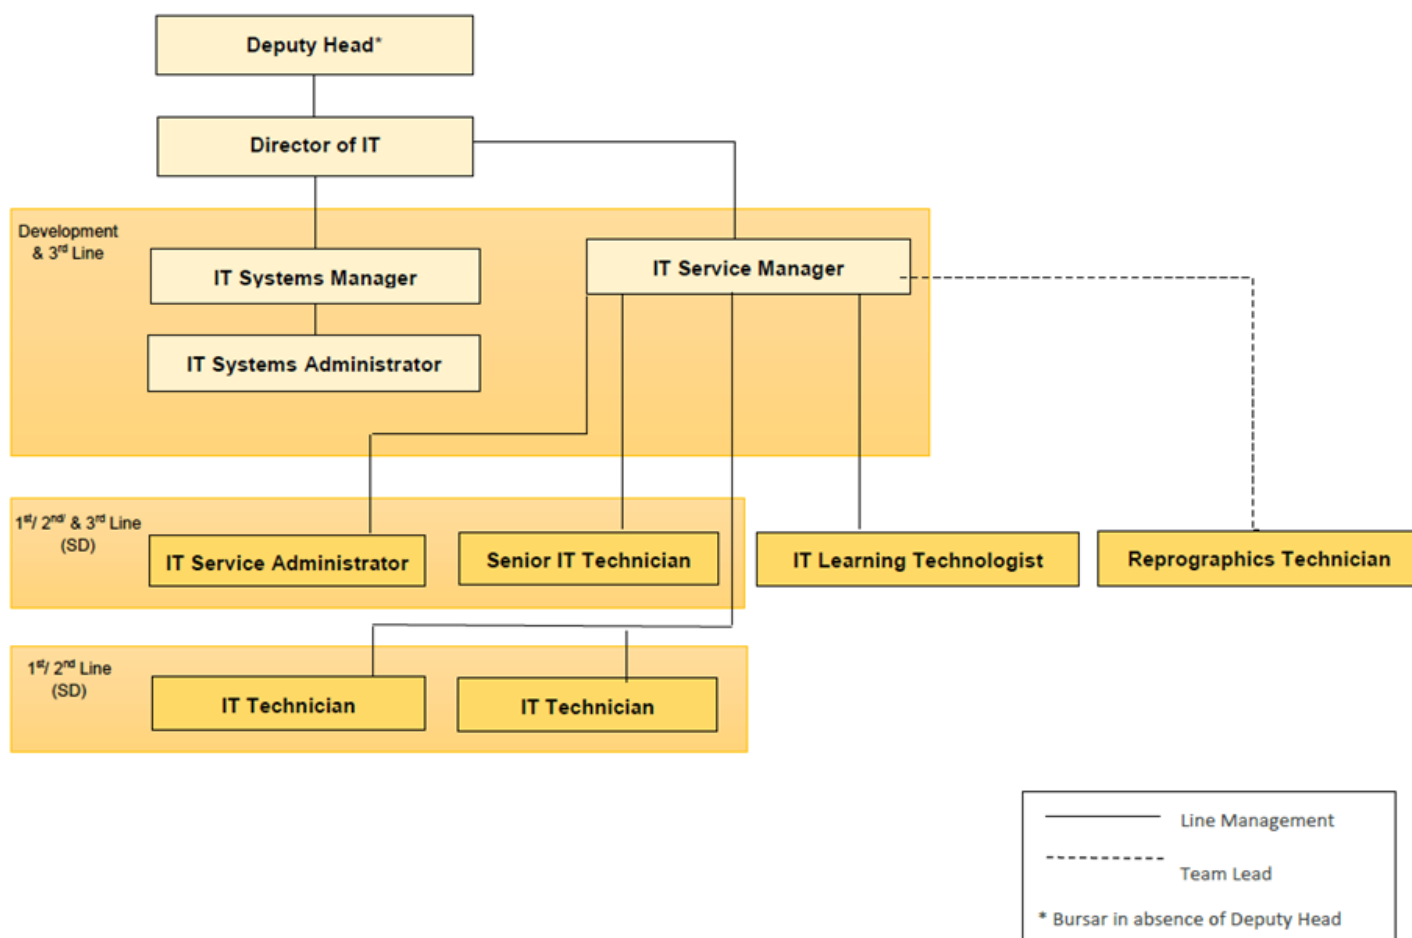 Deputy Head*
Director of IT
Development
& 3rd Line
IT Systems Manager
IT Service Manager
IT Systems Administrator
1st/ 2nd/ & 3rd Line
(SD)
IT Service Administrator
Senior IT Technician
IT Learning Technologist
Reprographics Technician
1st/ 2nd Line
(SD)
IT Technician
IT Technician
Line Management
Team Lead
* Bursar in absence of Deputy Head